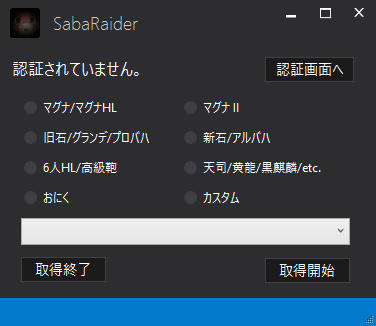 SabaRaider
認証されていません。
認証画面へ
マグナ/マグナHL
マグナⅡ
旧石/グランデ/プロバハ
新石/アルバハ
6人HL/高級鞄
天司/黄龍/黒麒麟/etc.
おにく
カスタム
取得終了
取得開始